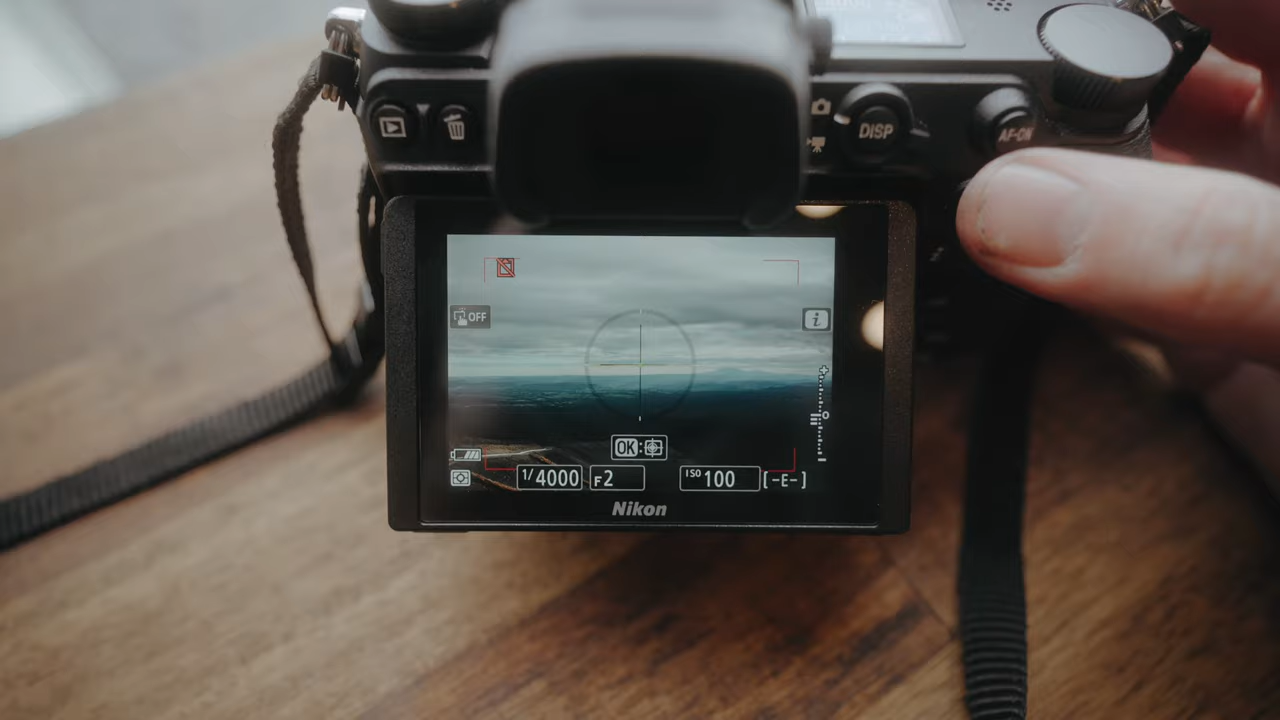 DISP
AF-ON
OFF
i
OK:
1/4000 F2 ISO 100 [-E-]
Nikon